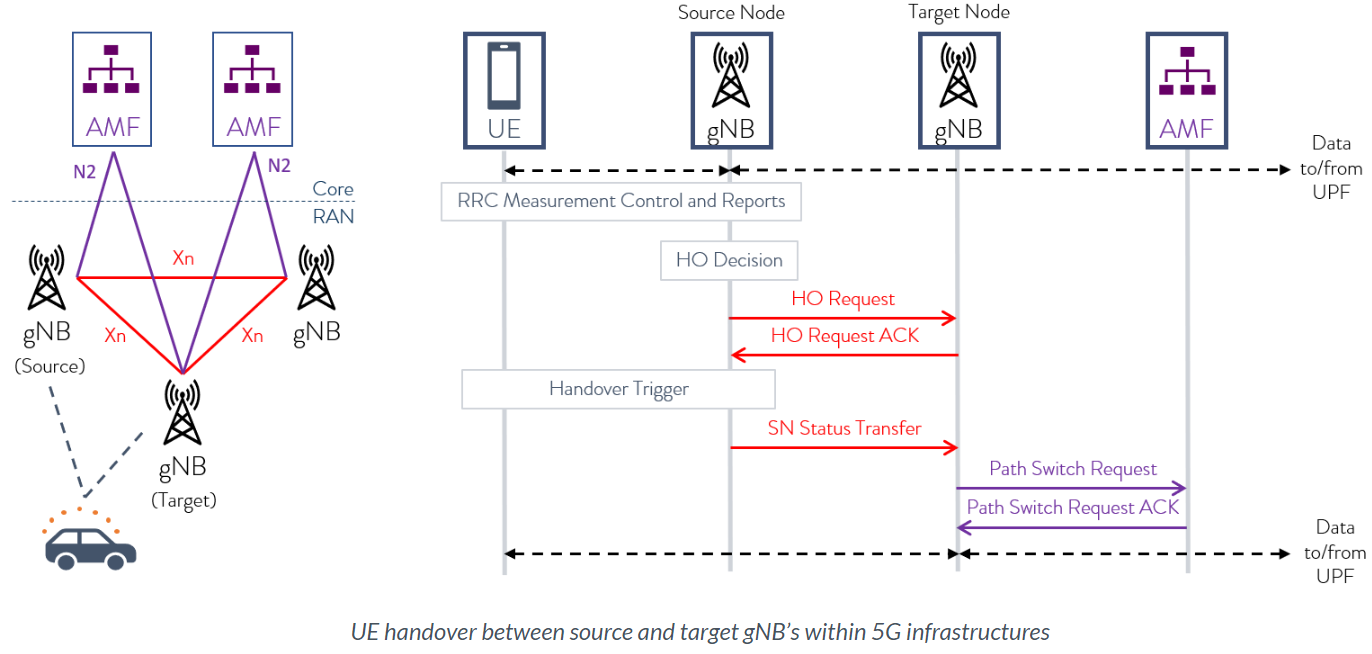 AMF
AMF
N2
N2
Core
RAN
Xn
gNB
(Source)
gNB
Xn
Xn
gNB
(Target)
Source Node
Target Node
UE
gNB
gNB
AMF
Data
to/from
UPF
RRC Measurement Control and Reports
HO Decision
HO Request
HO Request ACK
Handover Trigger
SN Status Transfer
Path Switch Request
Path Switch Request ACK
Data
to/from
UPF
UE handover between source and target gNB's within 5G infrastructures